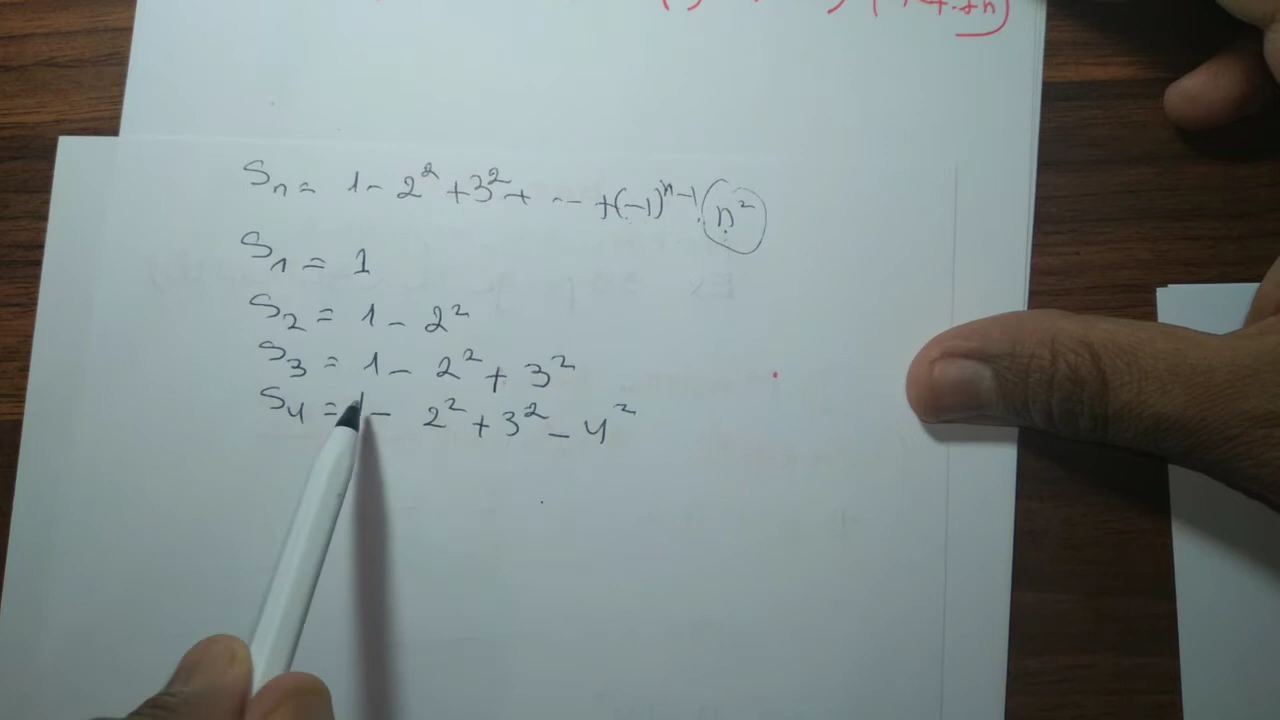 Sn = 1 - 2² + 3² + ... + (-1)ⁿ⁻¹ n²
S₁ = 1
S₂ = 1 - 2²
S₃ = 1 - 2² + 3²
S₄ = 1 - 2² + 3² - 4²